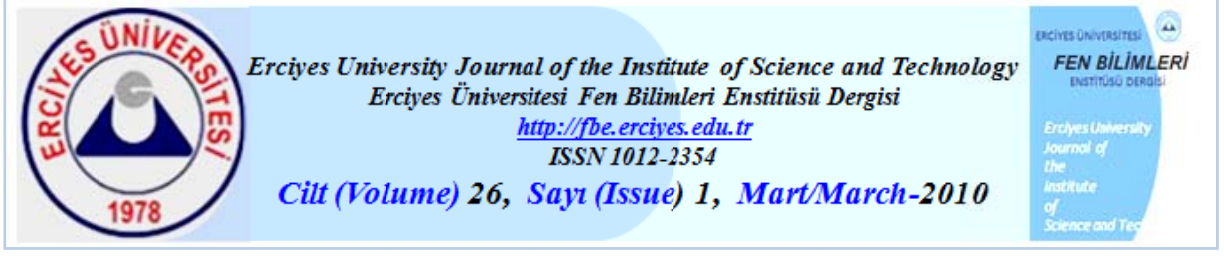 ERCİYES ÜNİVERSİTESİ
1978
Erciyes University Journal of the Institute of Science and Technology
Erciyes Üniversitesi Fen Bilimleri Enstitüsü Dergisi
http://fbe.erciyes.edu.tr
ISSN 1012-2354
Cilt (Volume) 26, Sayı (Issue) 1, Mart/March-2010
ERCİYES ÜNİVERSİTESİ
FEN BİLİMLERİ
ENSTİTÜSÜ DERGİSİ
Erciyes University
Journal of
the
institute
of
Science and Tec